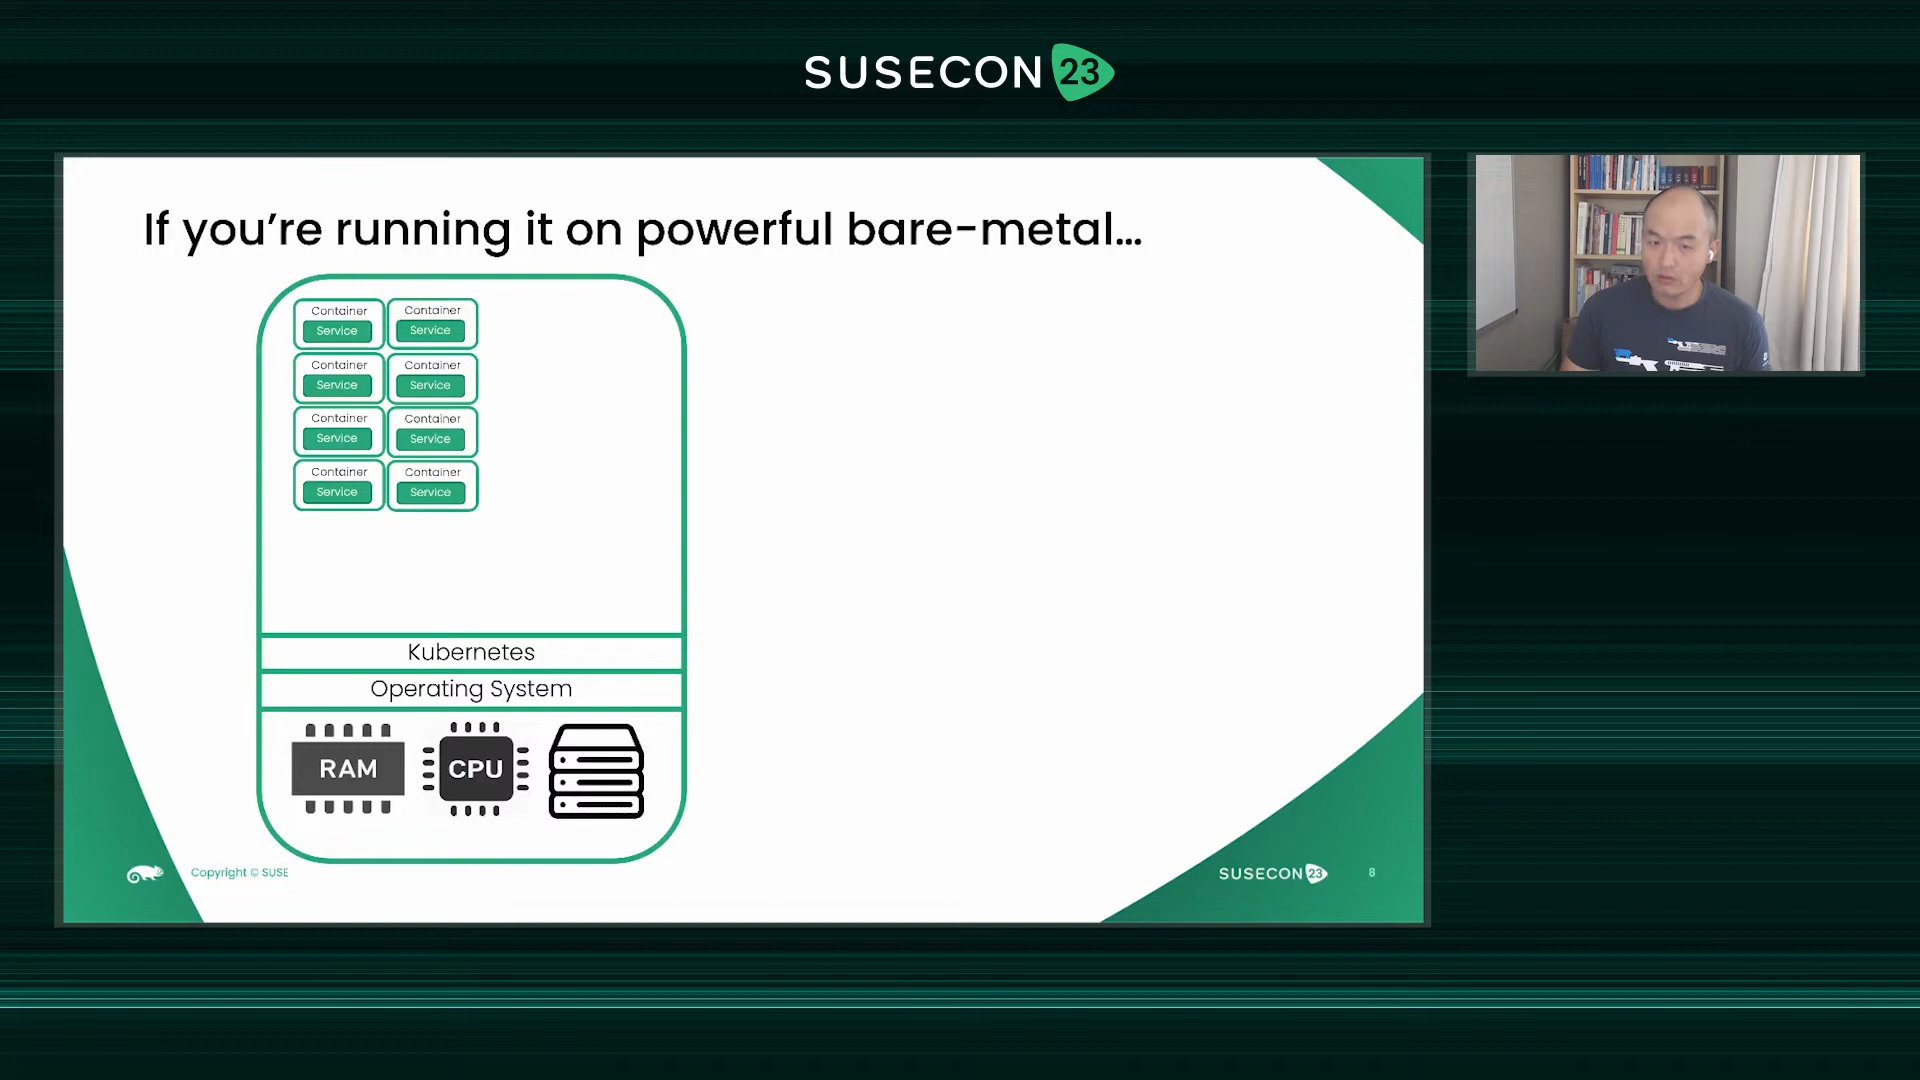 SUSECON 23
If you're running it on powerful bare-metal...
Container Container
Service Service
Container Container
Service Service
Container Container
Service Service
Container Container
Service Service
Kubernetes
Operating System
RAM CPU
Copyright © SUSE
SUSECON 23 8